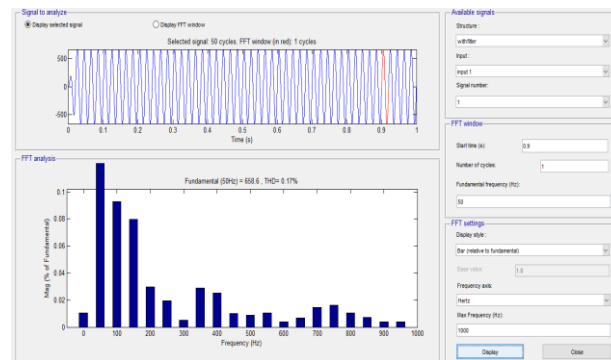 Signal to analyze
Display selected signal
Display FFT window
Selected signal: 50 cycles. FFT window (in red): 1 cycles
500
0
-500
0 0.1 0.2 0.3 0.4 0.5 0.6 0.7 0.8 0.9 1
Time (s)
FFT analysis
Fundamental (50Hz) = 658.6 , THD= 0.17%
Mag (% of Fundamental)
0.1
0.08
0.06
0.04
0.02
0
0 100 200 300 400 500 600 700 800 900 1000
Frequency (Hz)
Available signals
Structure :
withfilter
Input :
input 1
Signal number:
1
FFT window
Start time (s): 0.9
Number of cycles: 1
Fundamental frequency (Hz):
50
FFT settings
Display style :
Bar (relative to fundamental)
Base value: 1.0
Frequency axis:
Hertz
Max Frequency (Hz):
1000
Display
Close